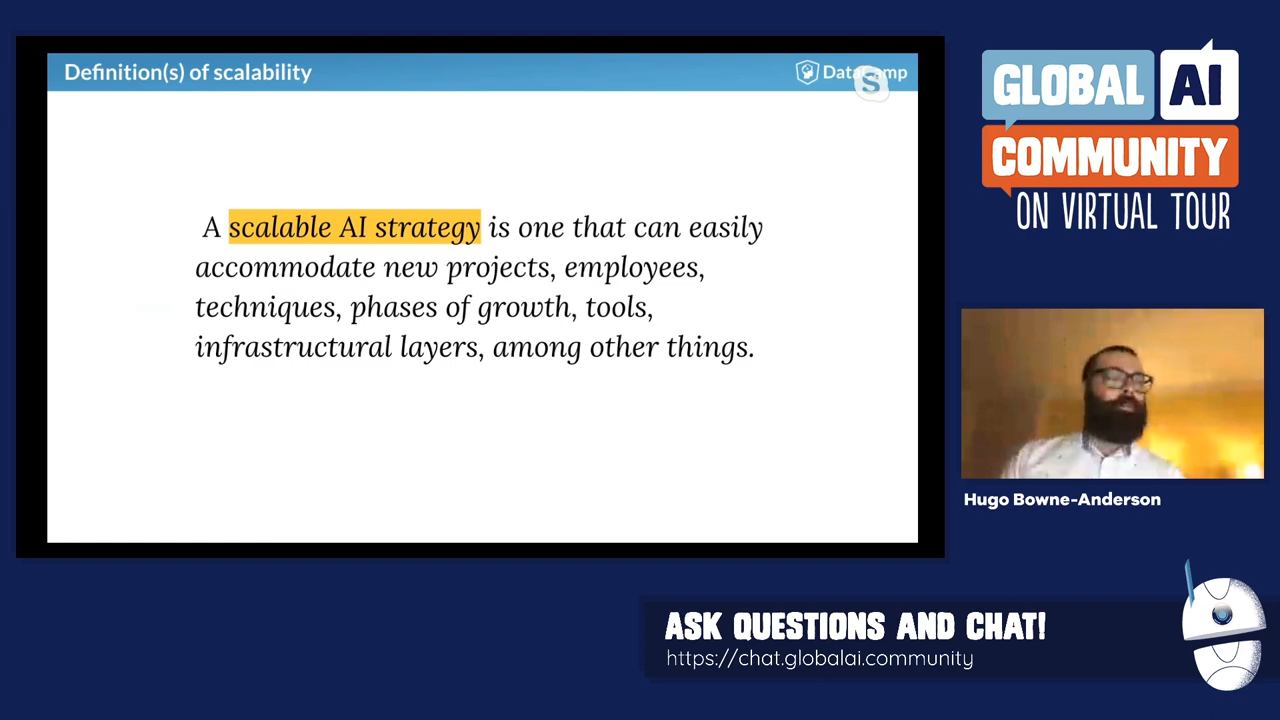 Definition(s) of scalability
DataCamp
A scalable AI strategy is one that can easily
accommodate new projects, employees,
techniques, phases of growth, tools,
infrastructural layers, among other things.
GLOBAL AI
COMMUNITY
ON VIRTUAL TOUR
Hugo Bowne-Anderson
ASK QUESTIONS AND CHAT!
https://chat.globalai.community